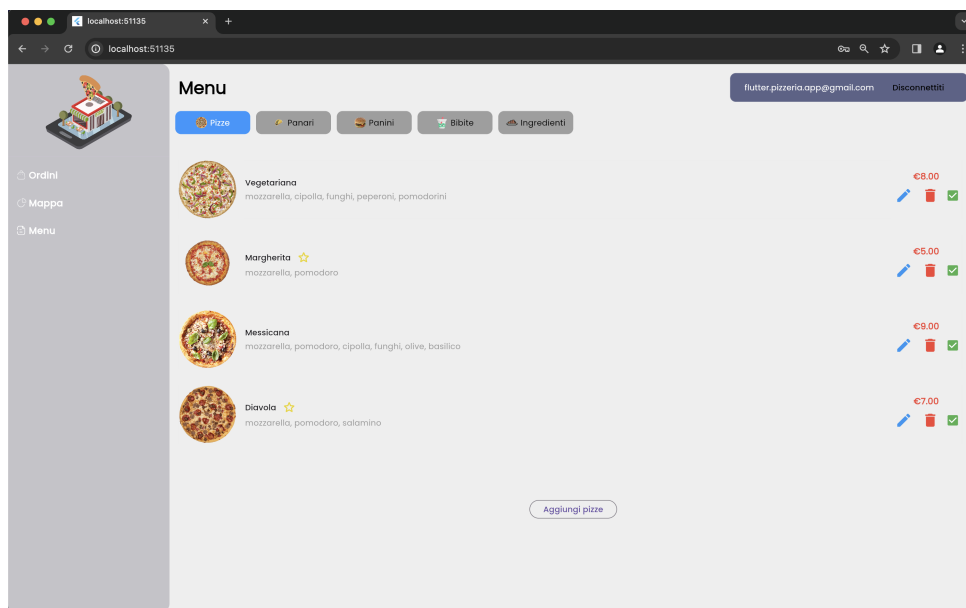 localhost:51135
localhost:51135
Menu
flutter.pizzeria.app@gmail.com Disconnettiti
Pizze Panari Panini Bibite Ingredienti
Ordini
Mappa
Menu
Vegetariana
mozzarella, cipolla, funghi, peperoni, pomodorini
€8.00
Margherita
mozzarella, pomodoro
€5.00
Messicana
mozzarella, pomodoro, cipolla, funghi, olive, basilico
€9.00
Diavola
mozzarella, pomodoro, salamino
€7.00
Aggiungi pizze